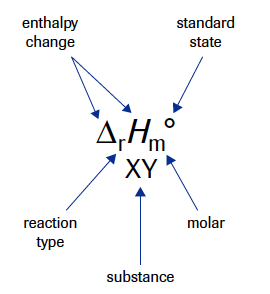 enthalpy
change
standard
state
ΔrHm°
XY
reaction
type
molar
substance